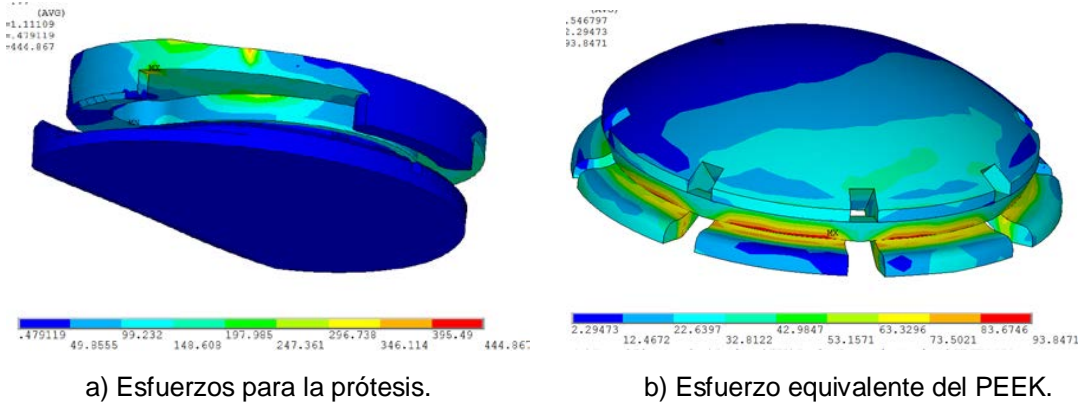 (AVG)
=1.11109
=.479119
=444.867
MX
MN
.479119 99.232 197.985 296.738 395.49
49.8555 148.608 247.361 346.114 444.867
a) Esfuerzos para la prótesis.
(AVG)
.546797
2.29473
93.8471
MX
2.29473 22.6397 42.9847 63.3296 83.6746
12.4672 32.8122 53.1571 73.5021 93.8471
b) Esfuerzo equivalente del PEEK.